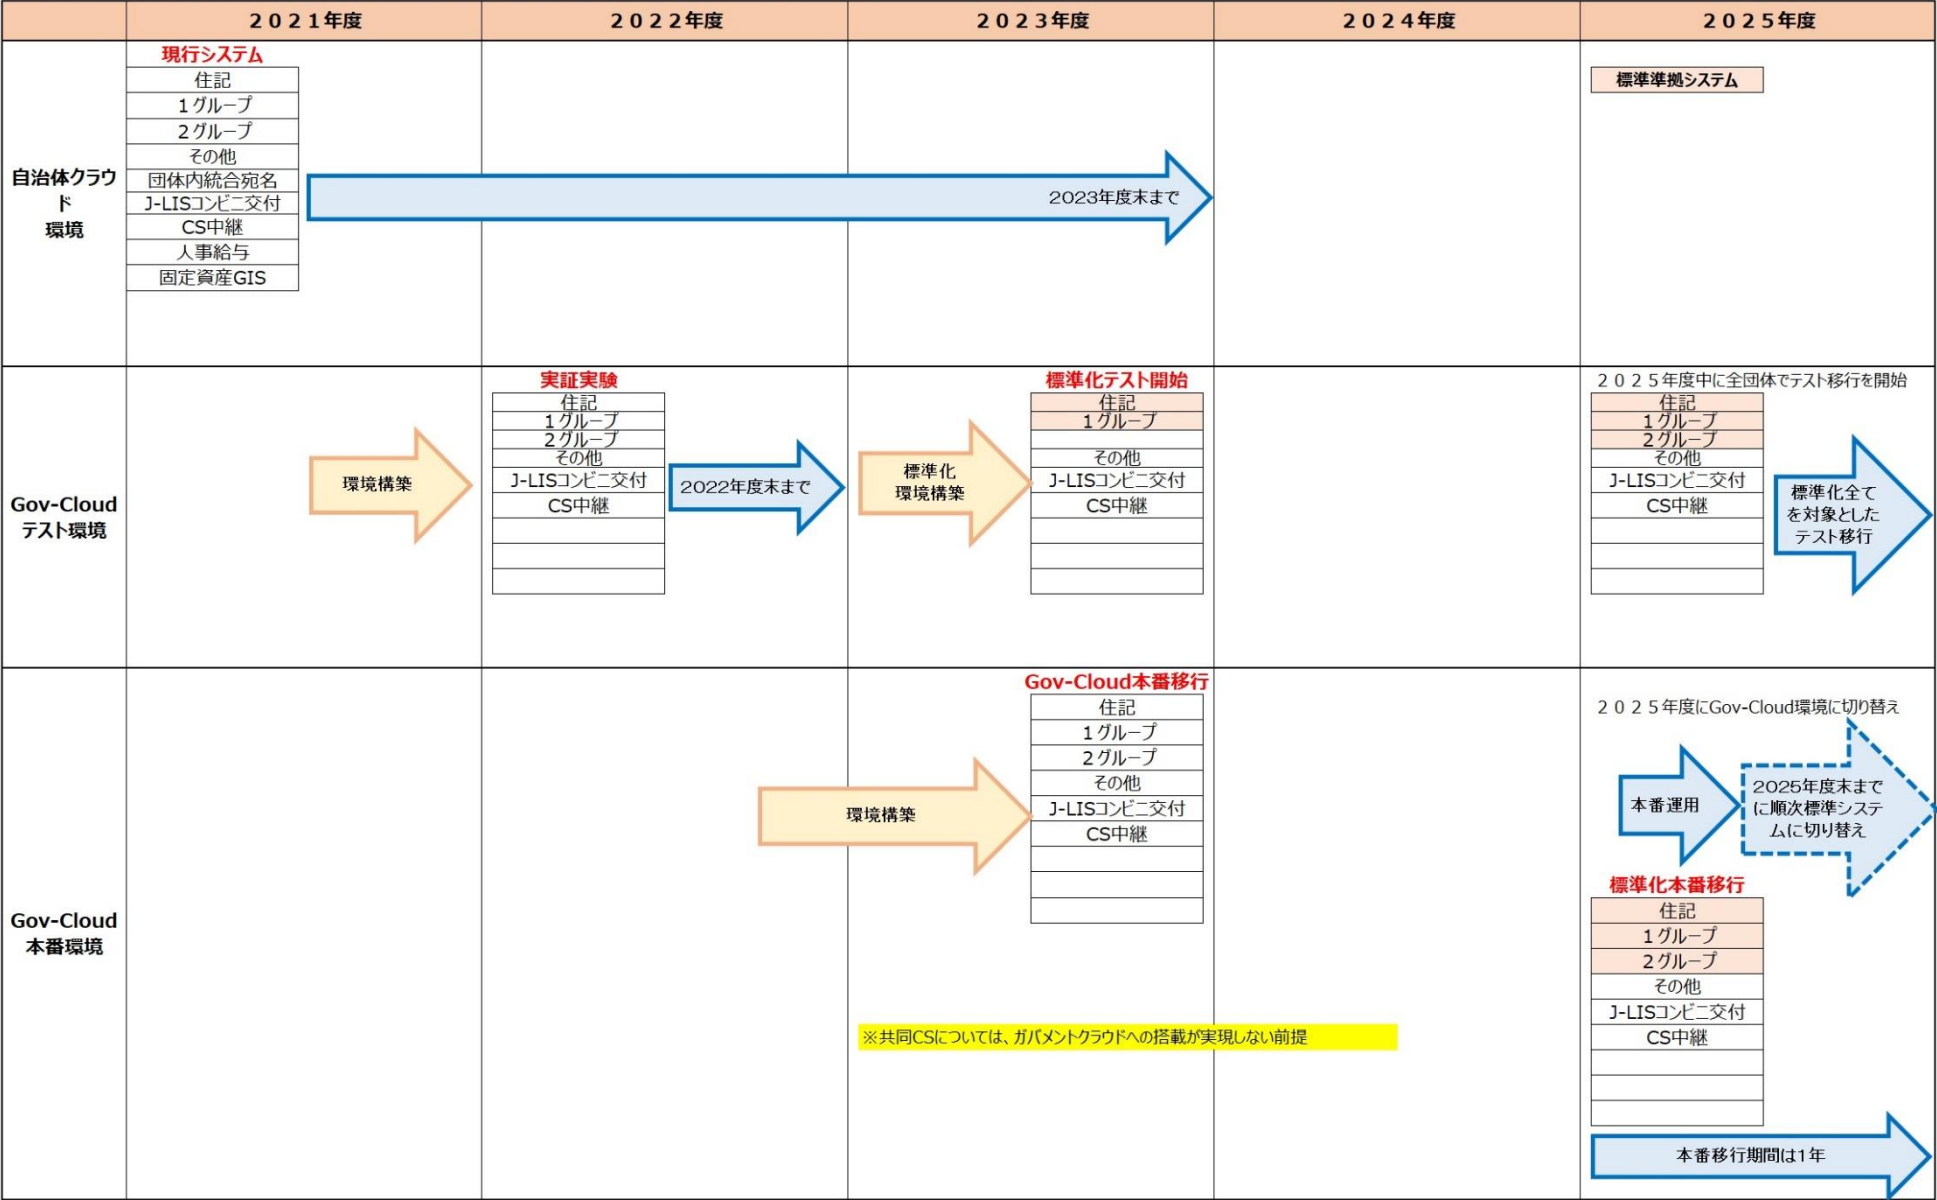 ２０２１年度
２０２２年度
２０２３年度
２０２４年度
２０２５年度
自治体クラウ
ド
環境
現行システム
住記
１グループ
２グループ
その他
団体内統合宛名
J-LISコンビニ交付
CS中継
人事給与
固定資産GIS
2023年度末まで
標準準拠システム
Gov-Cloud
テスト環境
環境構築
実証実験
住記
１グループ
２グループ
その他
J-LISコンビニ交付
CS中継
2022年度末まで
標準化
環境構築
標準化テスト開始
住記
１グループ
その他
J-LISコンビニ交付
CS中継
２０２５年度中に全団体でテスト移行を開始
住記
１グループ
２グループ
その他
J-LISコンビニ交付
CS中継
標準化全て
を対象とした
テスト移行
Gov-Cloud
本番環境
環境構築
Gov-Cloud本番移行
住記
１グループ
２グループ
その他
J-LISコンビニ交付
CS中継
※共同CSについては、ガバメントクラウドへの搭載が実現しない前提
２０２５年度にGov-Cloud環境に切り替え
本番運用
2025年度末まで
に順次標準システ
ムに切り替え
標準化本番移行
住記
１グループ
２グループ
その他
J-LISコンビニ交付
CS中継
本番移行期間は1年